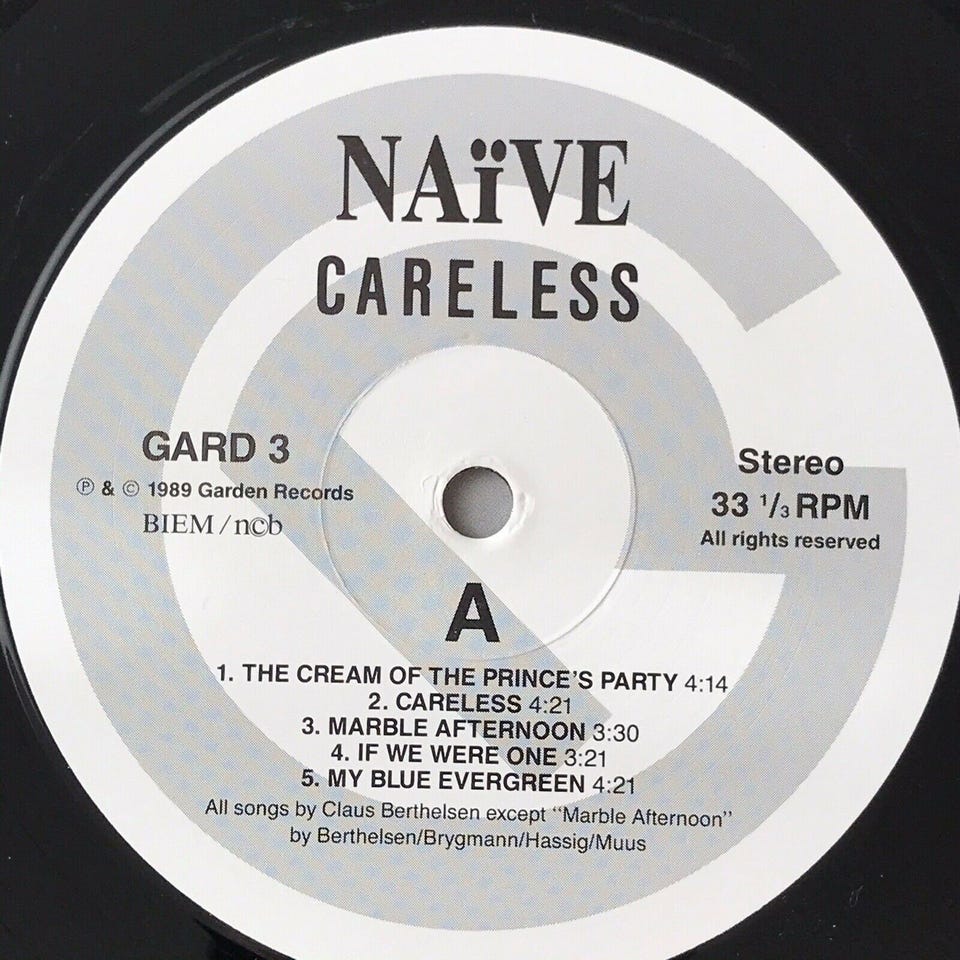 NAïVE
CARELESS
GARD 3
℗ & © 1989 Garden Records
BIEM/ncb
Stereo
33 1/3 RPM
All rights reserved
A
1. THE CREAM OF THE PRINCE'S PARTY 4:14
2. CARELESS 4:21
3. MARBLE AFTERNOON 3:30
4. IF WE WERE ONE 3:21
5. MY BLUE EVERGREEN 4:21
All songs by Claus Berthelsen except "Marble Afternoon"
by Berthelsen/Brygmann/Hassig/Muus